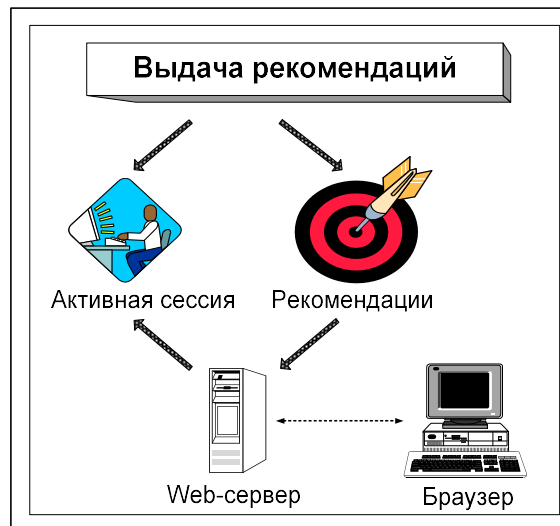 Выдача рекомендаций
Активная сессия
Рекомендации
Web-сервер
Браузер